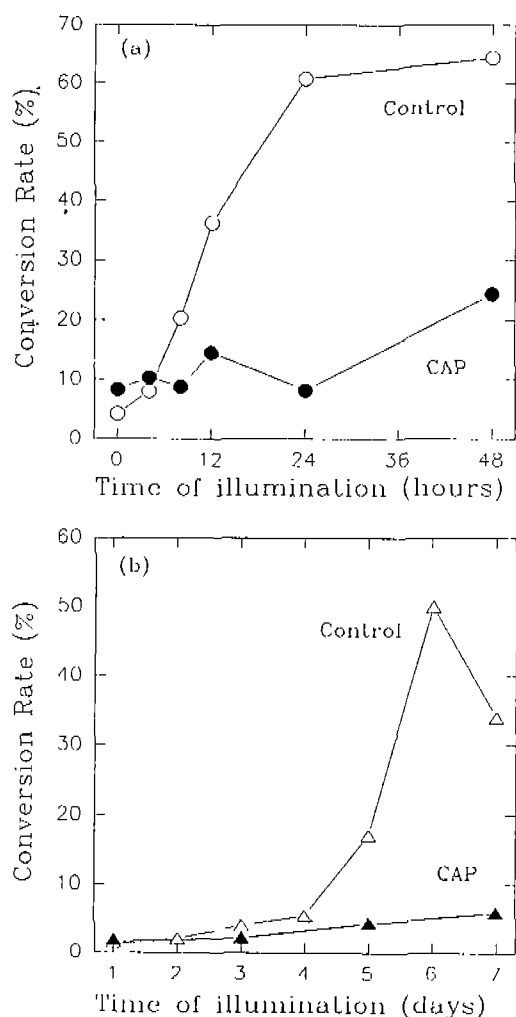 (a)
70
60
50
40
30
20
10
0
Conversion Rate (%)
Control
CAP
0 12 24 36 48
Time of illumination (hours)
(b)
60
50
40
30
20
10
0
Conversion Rate (%)
Control
CAP
1 2 3 4 5 6 7
Time of illumination (days)